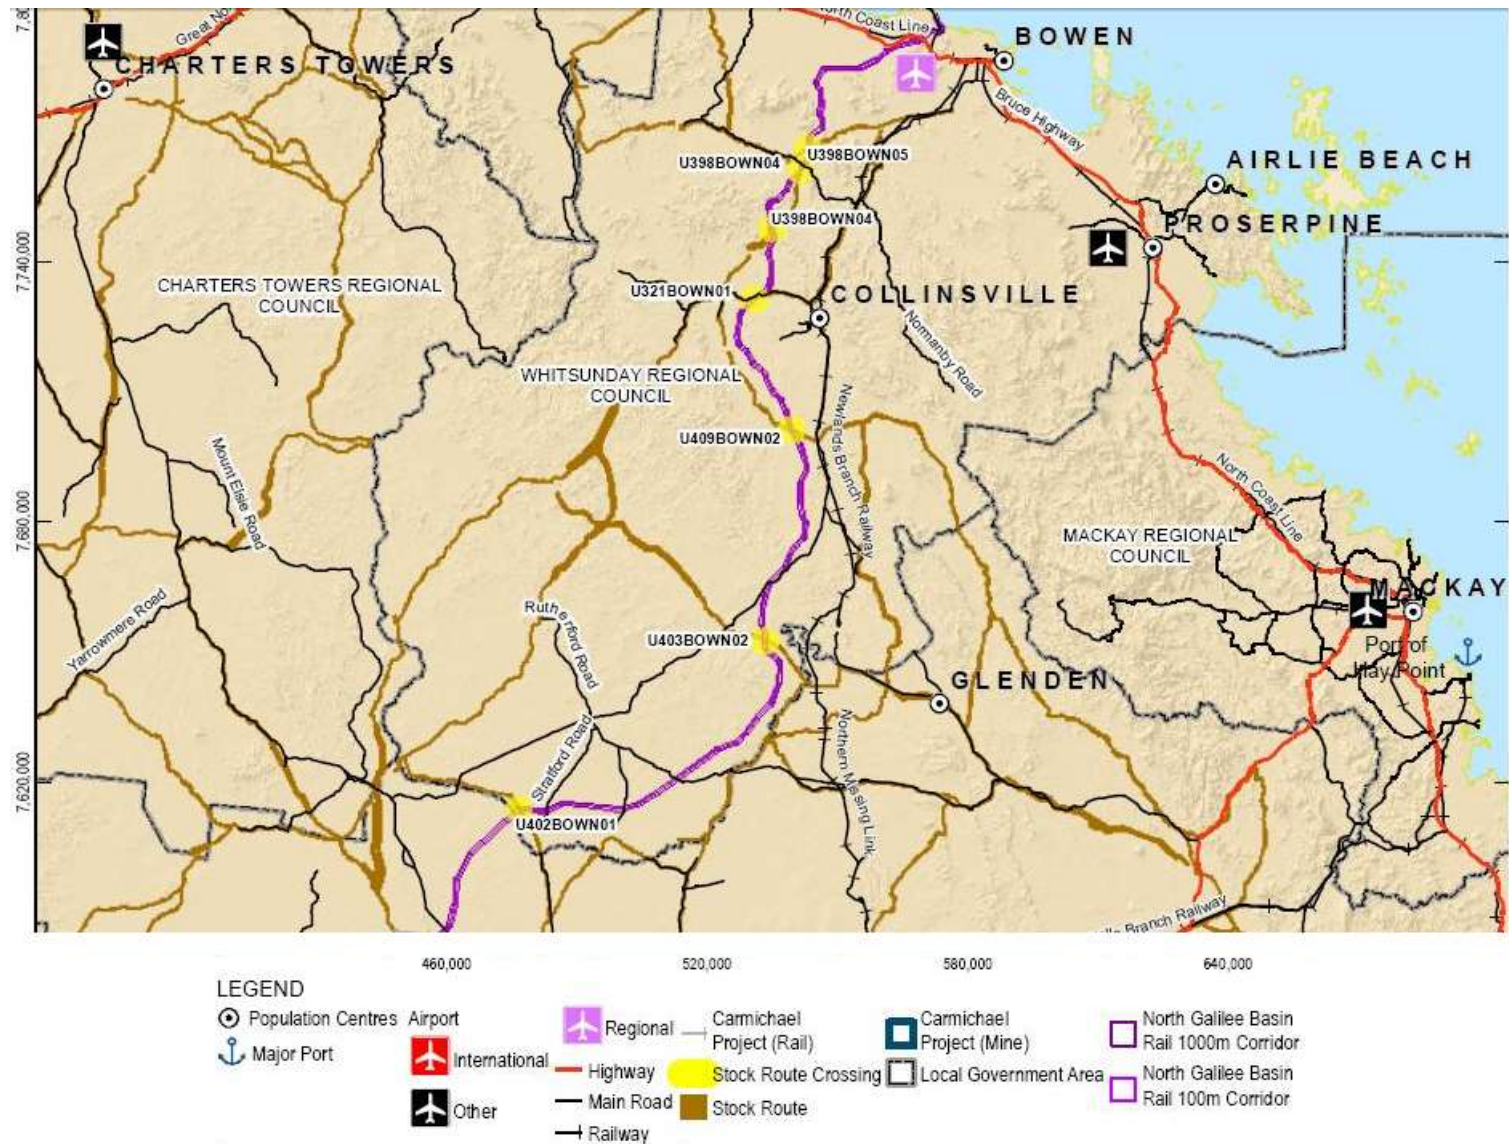 BOWEN
North Coast Line
Great No
CHARTERS TOWERS
Bruce Highway
U398BOWN05
U398BOWN04
AIRLIE BEACH
U398BOWN04
PROSERPINE
7,740,000
CHARTERS TOWERS REGIONAL
COUNCIL
U321BOWN01
COLLINSVILLE
Normanby Road
WHITSUNDAY REGIONAL
COUNCIL
U409BOWN02
Newlands Branch Railway
Mount Elsie Road
North Coast Line
7,680,000
MACKAY REGIONAL
COUNCIL
MACKAY
Yarrowmere Road
Rutherford Road
U403BOWN02
Port of
Hay Point
GLENDEN
Stratford Road
Northern Missing Link
7,620,000
U402BOWN01
Branch Railway
460,000 520,000 580,000 640,000
LEGEND
Population Centres
Major Port
Airport
International
Other
Regional
Highway
Main Road
Railway
Carmichael
Project (Rail)
Stock Route Crossing
Stock Route
Carmichael
Project (Mine)
Local Government Area
North Galilee Basin
Rail 1000m Corridor
North Galilee Basin
Rail 100m Corridor